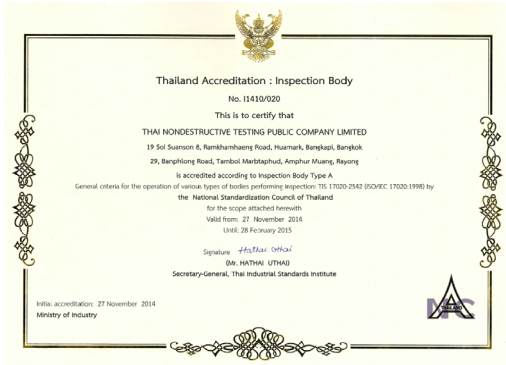 Thailand Accreditation : Inspection Body
No. I1410/020
This is to certify that
THAI NONDESTRUCTIVE TESTING PUBLIC COMPANY LIMITED
19 Soi Suanson 8, Ramkhamhaeng Road, Huamark, Bangkapi, Bangkok
29, Banphlong Road, Tambol Marbtaphud, Amphur Muang, Rayong
is accredited according to Inspection Body Type A
General criteria for the operation of various types of bodies performing inspection: TIS 17020-2542 (ISO/IEC 17020:1998) by
the National Standardization Council of Thailand
for the scope attached herewith
Valid from: 27 November 2014
Until: 28 February 2015
Signature Hathai Uthai
(Mr. HATHAI UTHAI)
Secretary-General, Thai Industrial Standards Institute
Initial accreditation: 27 November 2014
Ministry of Industry
NAC
THAILAND